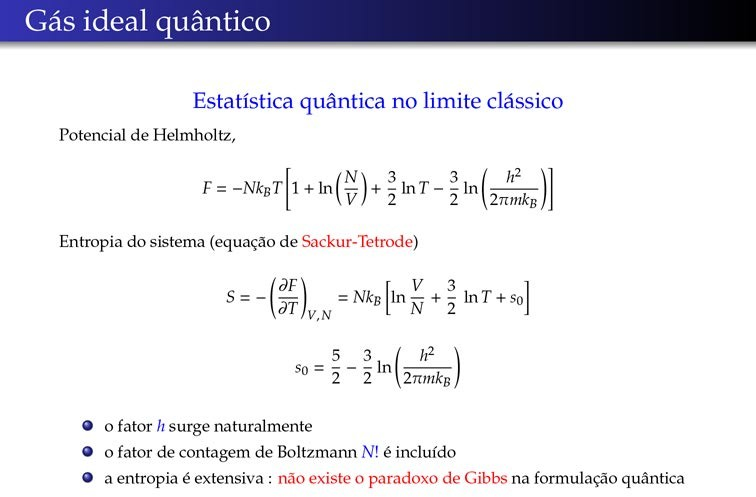 Gás ideal quântico
Estatística quântica no limite clássico
Potencial de Helmholtz,
F = −Nk_BT[1 + ln(N/V) + 3/2 ln T − 3/2 ln(h²/2πmk_B)]
Entropia do sistema (equação de Sackur-Tetrode)
S = −(∂F/∂T)_{V,N} = Nk_B[ln V/N + 3/2 ln T + s₀]
s₀ = 5/2 − 3/2 ln(h²/2πmk_B)
o fator h surge naturalmente
o fator de contagem de Boltzmann N! é incluído
a entropia é extensiva : não existe o paradoxo de Gibbs na formulação quântica